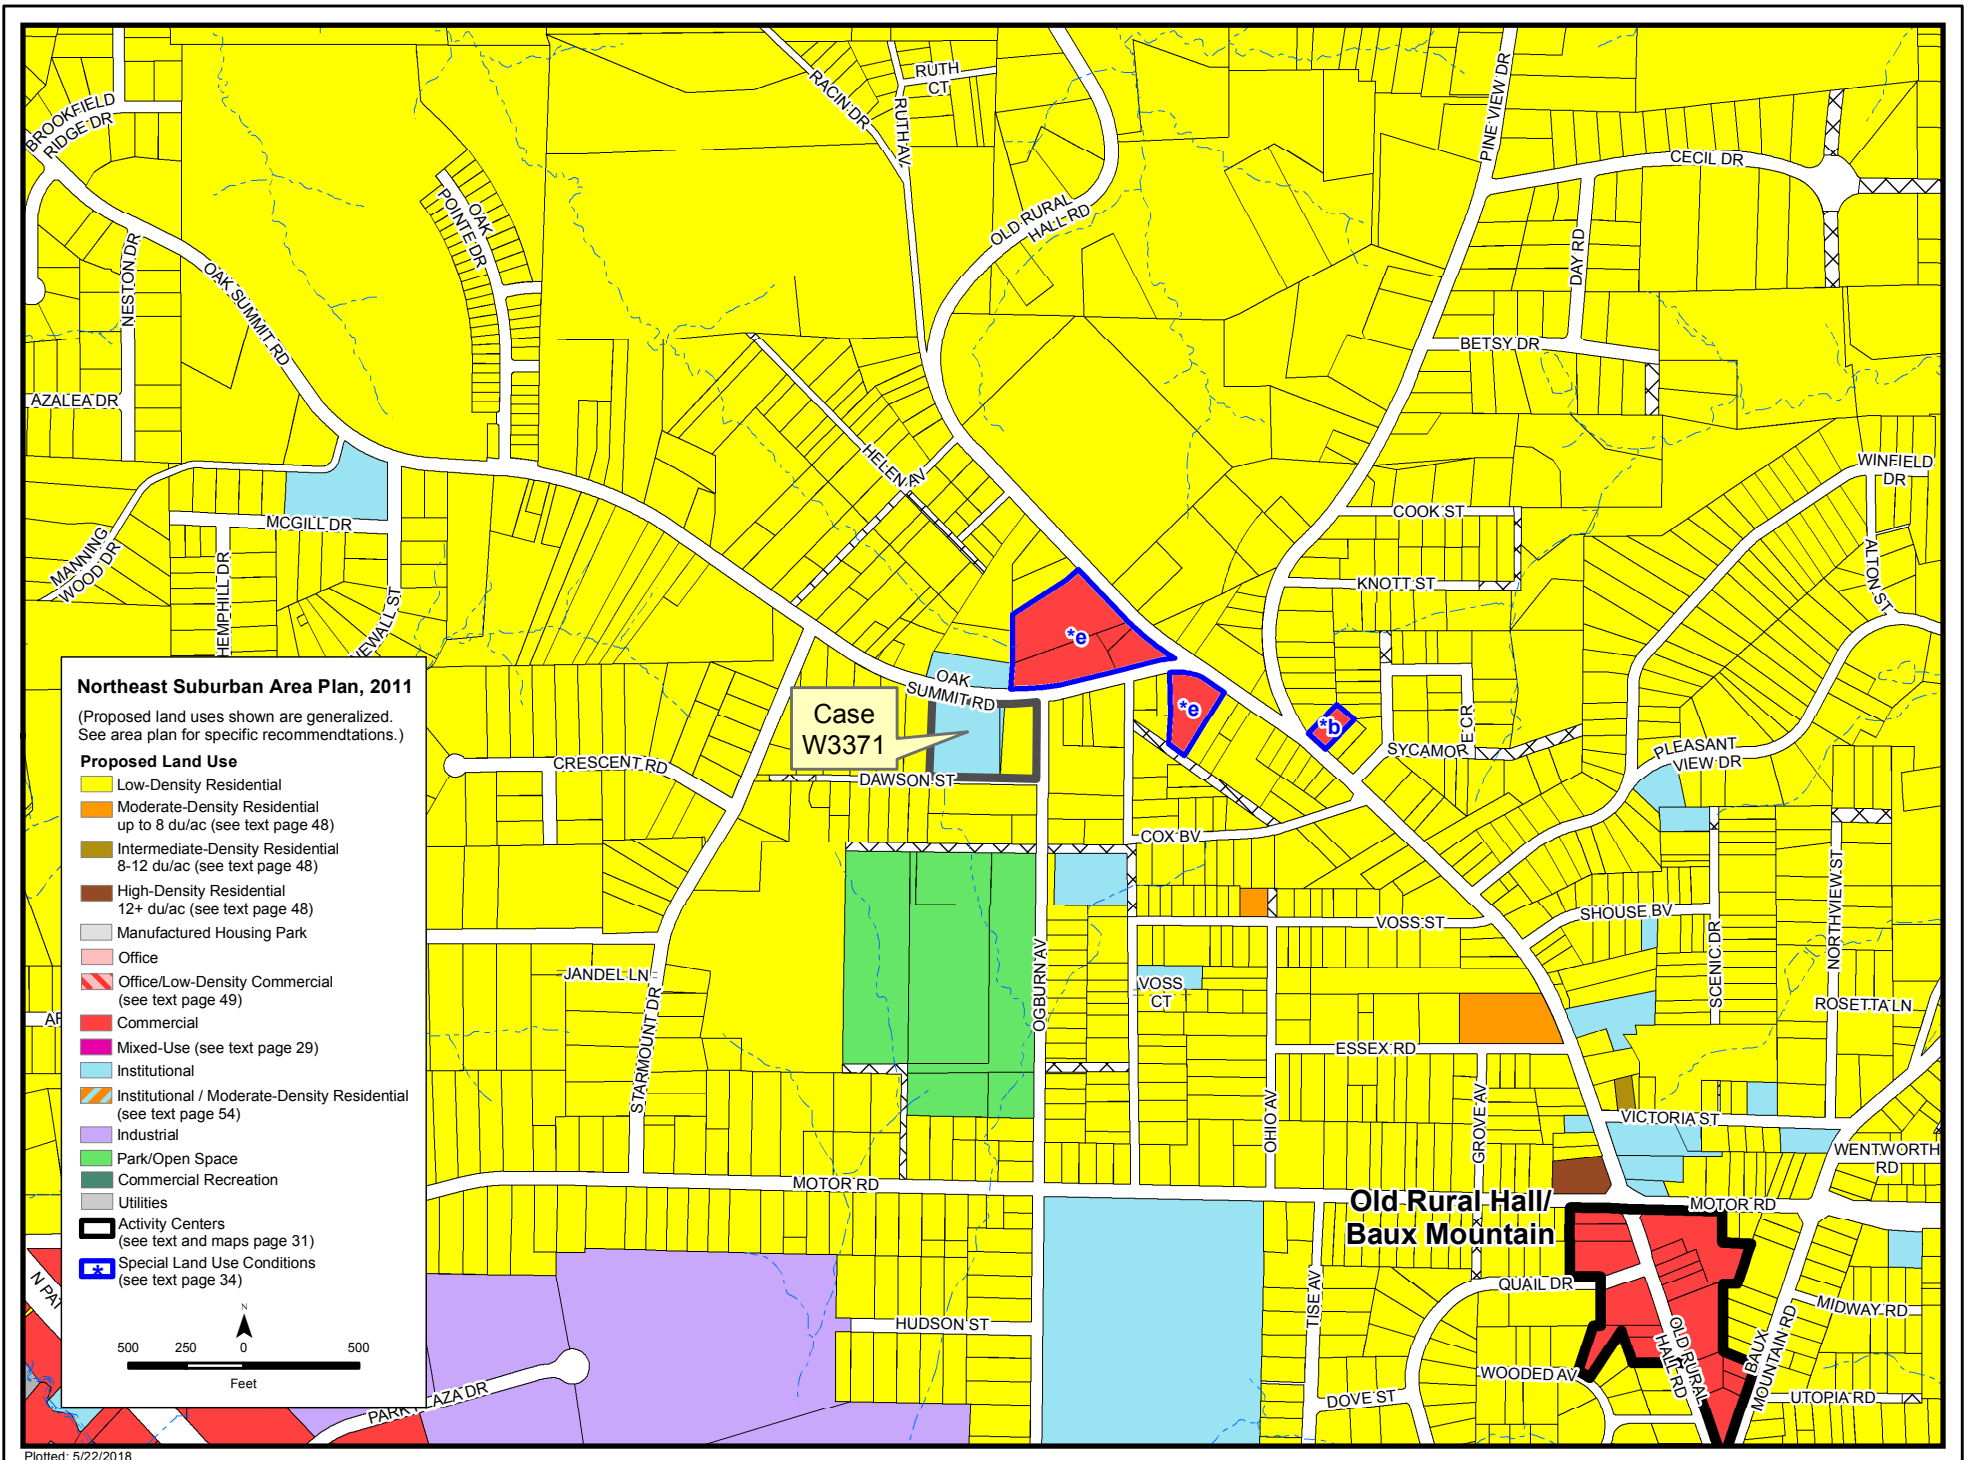 BROOKFIELD
RIDGE DR
NESTON DR
OAK SUMMIT RD
OAK
POINTE DR
AZALEA DR
RACIN DR
RUTH AV
RUTH
CT
OLD RURAL
HALL RD
PINE VIEW DR
CECIL DR
DAY RD
BETSY DR
HELEN AV
MCGILL DR
MANNING
WOOD DR
HEMPHILL DR
EWALL ST
COOK ST
KNOTT ST
WINFIELD
DR
ALTON ST
*e
*e
*b
OAK
SUMMIT RD
Case
W3371
DAWSON ST
CRESCENT RD
SYCAMOR
E CR
PLEASANT
VIEW DR
COX BV
VOSS ST
SHOUSE BV
SCENIC DR
NORTHVIEW ST
JANDEL LN
STARMOUNT DR
OGBURN AV
VOSS
CT
ROSETTA LN
ESSEX RD
OHIO AV
GROVE AV
VICTORIA ST
WENTWORTH
RD
MOTOR RD
MOTOR RD
Old Rural Hall/
Baux Mountain
TISE AV
QUAIL DR
HUDSON ST
WOODED AV
DOVE ST
OLD RURAL
HALL RD
BAUX
MOUNTAIN RD
MIDWAY RD
UTOPIA RD
PARK LAZA DR
N PAT
AR
Northeast Suburban Area Plan, 2011
(Proposed land uses shown are generalized.
See area plan for specific recommendtations.)
Proposed Land Use
Low-Density Residential
Moderate-Density Residential
up to 8 du/ac (see text page 48)
Intermediate-Density Residential
8-12 du/ac (see text page 48)
High-Density Residential
12+ du/ac (see text page 48)
Manufactured Housing Park
Office
Office/Low-Density Commercial
(see text page 49)
Commercial
Mixed-Use (see text page 29)
Institutional
Institutional / Moderate-Density Residential
(see text page 54)
Industrial
Park/Open Space
Commercial Recreation
Utilities
Activity Centers
(see text and maps page 31)
* Special Land Use Conditions
(see text page 34)
N
500 250 0 500
Feet
Plotted: 5/22/2018